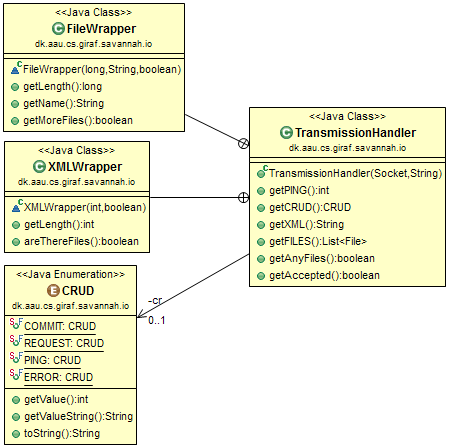 <<Java Class>>
FileWrapper
dk.aau.cs.giraf.savannah.io
FileWrapper(long,String,boolean)
getLength():long
getName():String
getMoreFiles():boolean
<<Java Class>>
XMLWrapper
dk.aau.cs.giraf.savannah.io
XMLWrapper(int,boolean)
getLength():int
areThereFiles():boolean
<<Java Class>>
TransmissionHandler
dk.aau.cs.giraf.savannah.io
TransmissionHandler(Socket,String)
getPING():int
getCRUD():CRUD
getXML():String
getFILES():List<File>
getAnyFiles():boolean
getAccepted():boolean
-cr
0..1
<<Java Enumeration>>
CRUD
dk.aau.cs.giraf.savannah.io
COMMIT: CRUD
REQUEST: CRUD
PING: CRUD
ERROR: CRUD
getValue():int
getValueString():String
toString():String